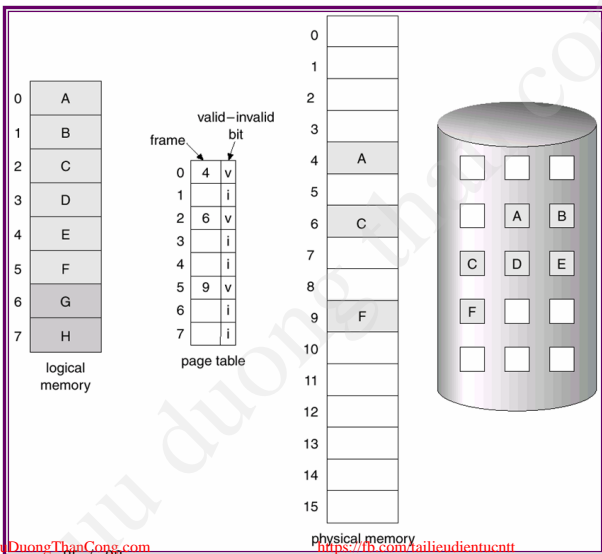 0 A
1 B
2 C
3 D
4 E
5 F
6 G
7 H
logical
memory
valid–invalid
bit
frame
0 4 v
1 i
2 6 v
3 i
4 i
5 9 v
6 i
7 i
page table
0
1
2
3
4 A
5
6 C
7
8
9 F
10
11
12
13
14
15
physical memory
A B
C D E
F
uDuongThanCong.com
https://fb.com/tailieudientucntt